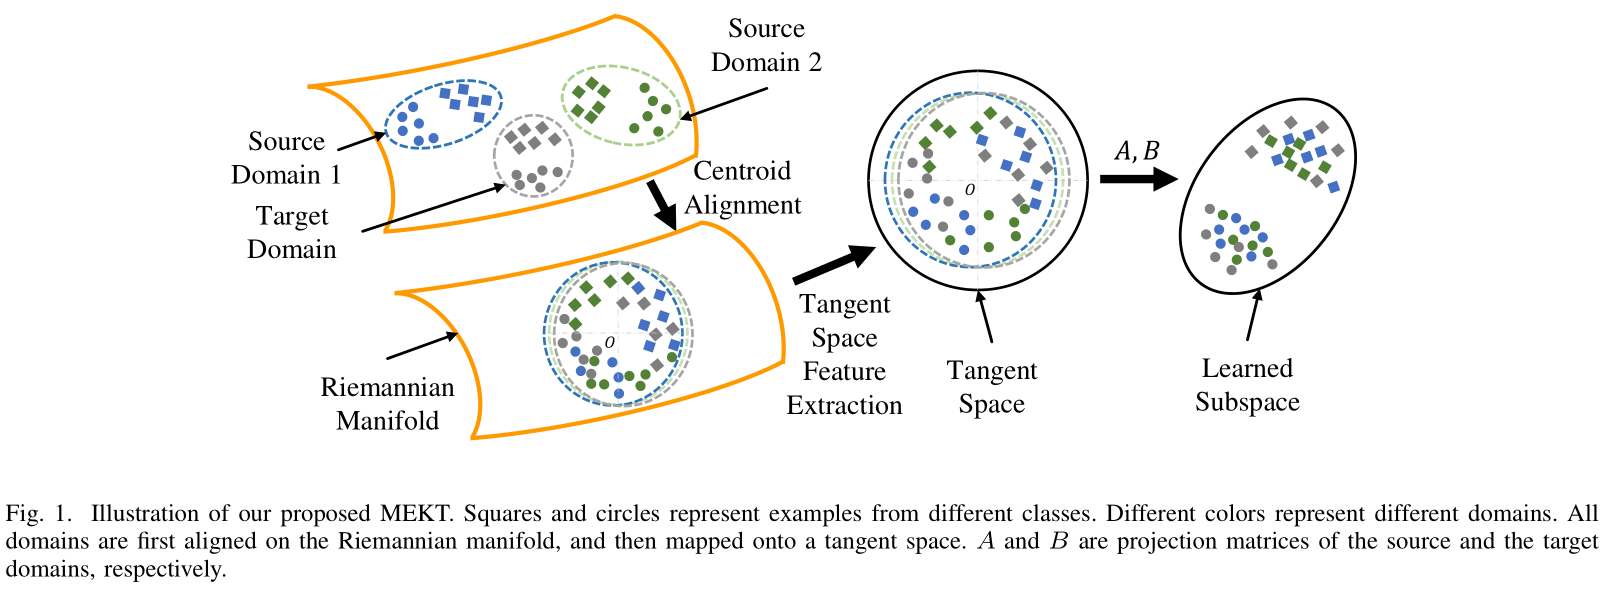 Source
Domain 2
Source
Domain 1
Target
Domain
Centroid
Alignment
O
Riemannian
Manifold
Tangent
Space
Feature
Extraction
O
Tangent
Space
A, B
Learned
Subspace
Fig. 1. Illustration of our proposed MEKT. Squares and circles represent examples from different classes. Different colors represent different domains. All
domains are first aligned on the Riemannian manifold, and then mapped onto a tangent space. A and B are projection matrices of the source and the target
domains, respectively.